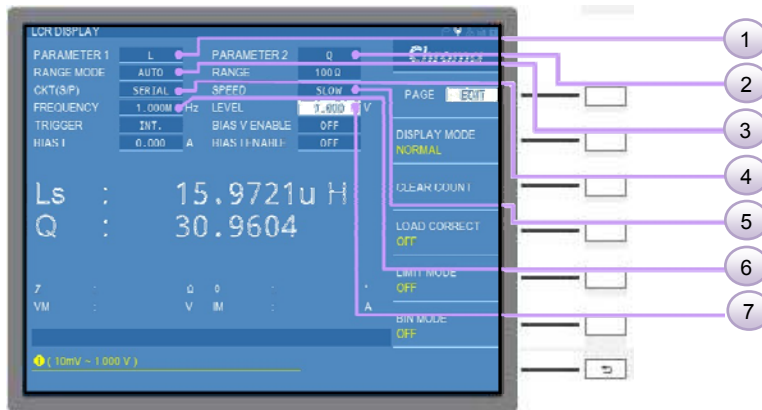 LCR DISPLAY
PARAMETER 1 L PARAMETER 2 Q
RANGE MODE AUTO RANGE 100 Ω
CKT(S/P) SERIAL SPEED SLOW
FREQUENCY 1.000M Hz LEVEL 1.000 V
TRIGGER INT. BIAS V ENABLE OFF
BIAS I 0.000 A BIAS I ENABLE OFF
Ls : 15.9721u H
Q : 30.9604
Z : Ω θ : °
VM : V IM : A
( 10mV ~ 1.000 V )
Chroma
PAGE EDIT
DISPLAY MODE
NORMAL
CLEAR COUNT
LOAD CORRECT
OFF
LIMIT MODE
OFF
BIN MODE
OFF
1
2
3
4
5
6
7